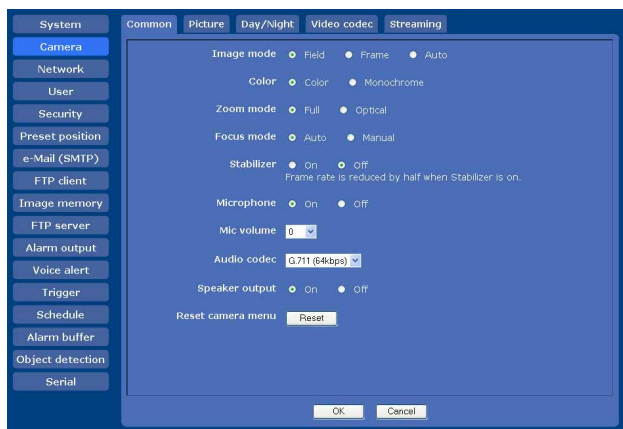 System
Camera
Network
User
Security
Preset position
e-Mail (SMTP)
FTP client
Image memory
FTP server
Alarm output
Voice alert
Trigger
Schedule
Alarm buffer
Object detection
Serial
Common Picture Day/Night Video codec Streaming
Image mode Field Frame Auto
Color Color Monochrome
Zoom mode Full Optical
Focus mode Auto Manual
Stabilizer On Off
Frame rate is reduced by half when Stabilizer is on.
Microphone On Off
Mic volume 0
Audio codec G.711 (64kbps)
Speaker output On Off
Reset camera menu Reset
OK Cancel